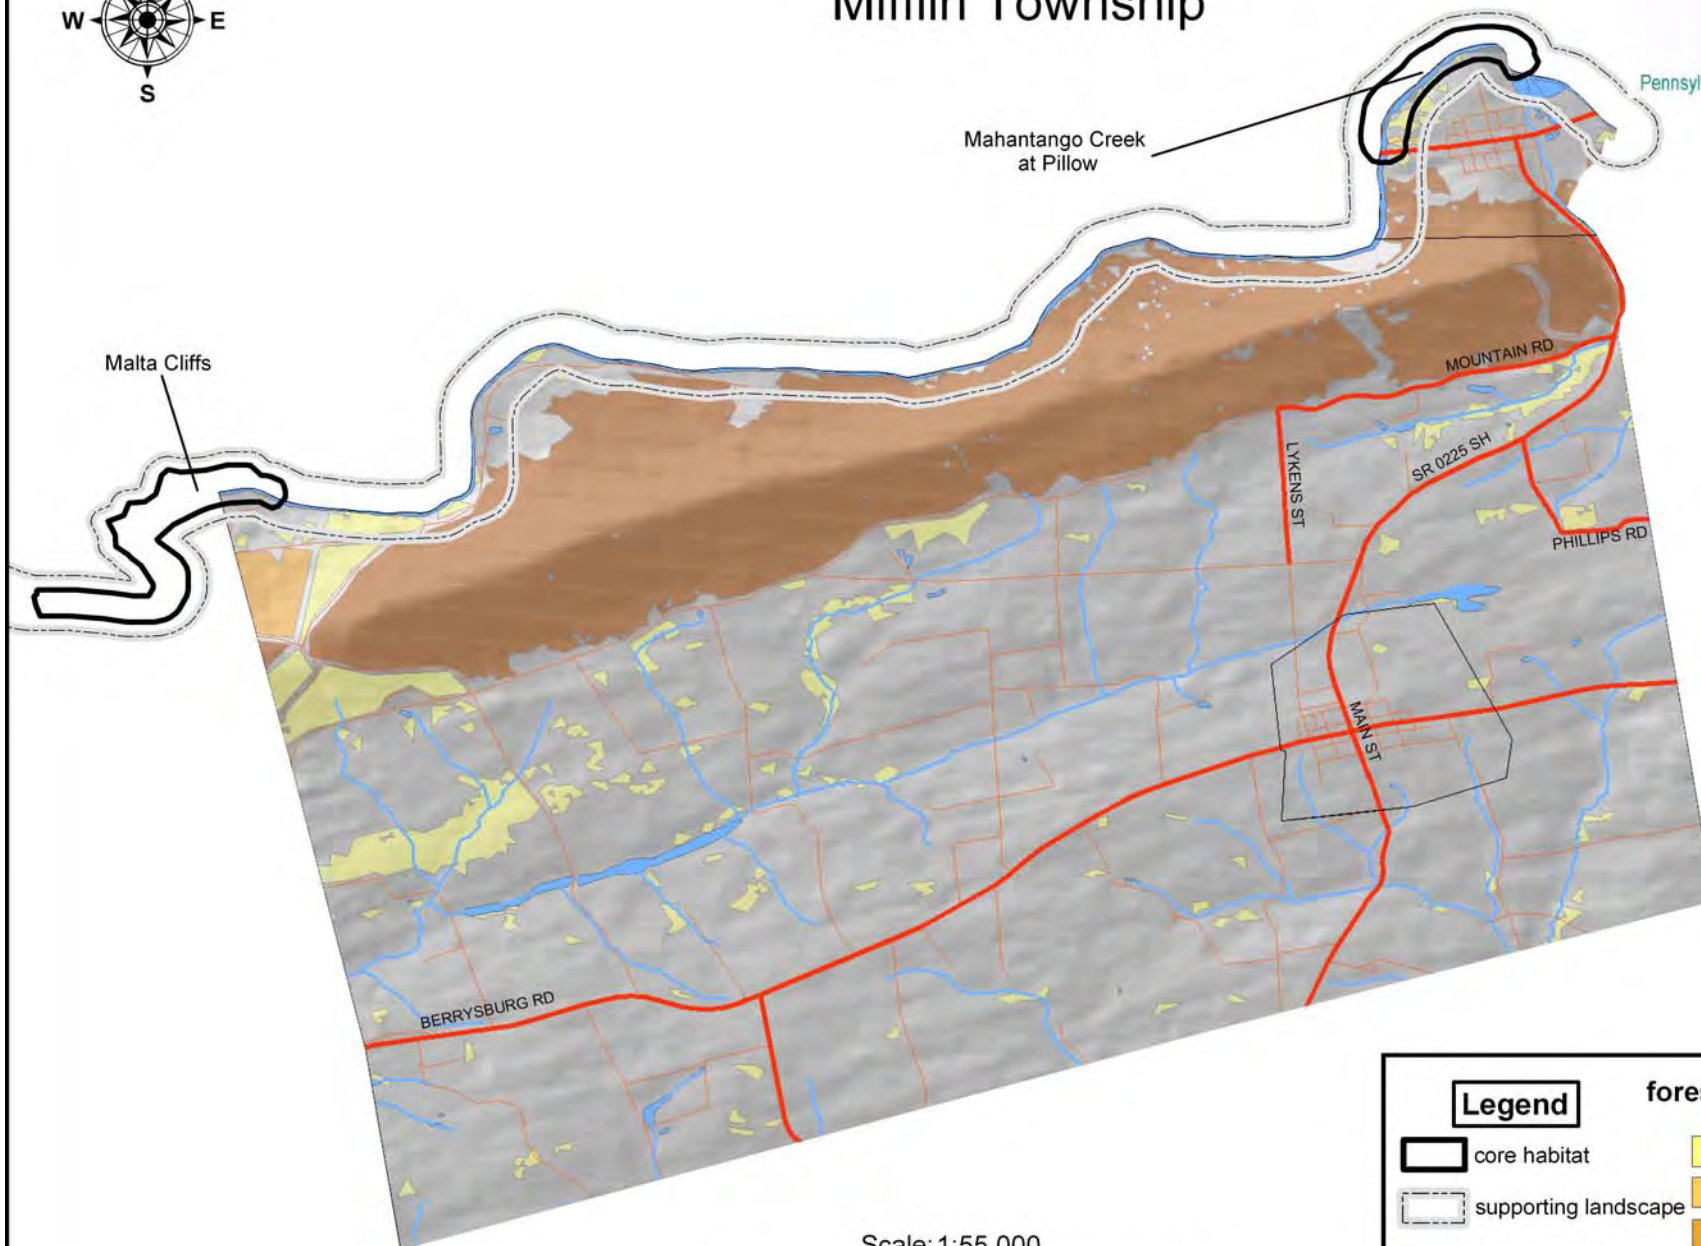 Mifflin Township
W
E
S
Pennsyl
Mahantango Creek
at Pillow
Malta Cliffs
MOUNTAIN RD
LYKENS ST
SR 0225 SH
PHILLIPS RD
MAIN ST
BERRYSBURG RD
Legend
fores
core habitat
supporting landscape
Scale: 1:55,000